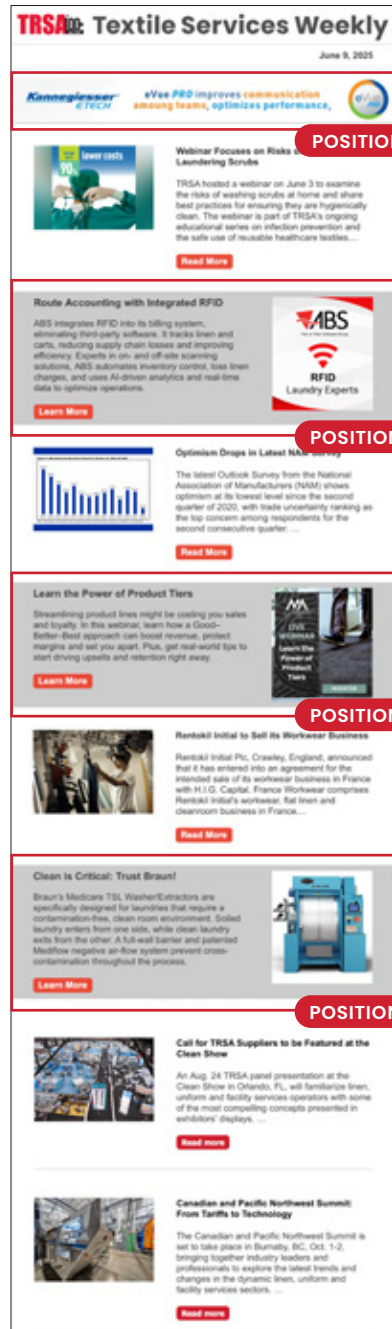 TRSA Textile Services Weekly
June 9, 2025
Kannegiesser
ETECH
eVue PRO improves communication
amoung teams, optimizes performance,
POSITION
90
lower costs
Webinar Focuses on Risks
Laundering Scrubs
TRSA hosted a webinar on June 3 to examine
the risks of washing scrubs at home and share
best practices for ensuring they are hygienically
clean. The webinar is part of TRSA's ongoing
educational series on infection prevention and
the safe use of reusable healthcare textiles....
Read More
Route Accounting with Integrated RFID
ABS integrates RFID into its billing system,
eliminating third-party software. It tracks linen and
carts, reducing supply chain losses and improving
efficiency. Experts in on- and off-site scanning
solutions, ABS automates inventory control, loss linen
charges, and uses AI-driven analytics and real-time
data to optimize operations.
Learn More
ABS
RFID
Laundry Experts
POSITION
Optimism Drops in Latest NAM Survey
The latest Outlook Survey from the National
Association of Manufacturers (NAM) shows
optimism at its lowest level since the second
quarter of 2020, with trade uncertainty ranking as
the top concern among respondents for the
second consecutive quarter. ...
Read More
Learn the Power of Product Tiers
Streamlining product lines might be costing you sales
and loyalty. In this webinar, learn how a Good–
Better–Best approach can boost revenue, protect
margins and set you apart. Plus, get real-world tips to
start driving upsells and retention right away.
Learn More
LIVE
WEBINAR
Learn the
Power of
Product
Tiers
REGISTER
POSITION
Rentokil Initial to Sell its Workwear Business
Rentokil Initial Plc, Crawley, England, announced
that it has entered into an agreement for the
intended sale of its workwear business in France
with H.I.G. Capital. France Workwear comprises
Rentokil Initial's workwear, flat linen and
cleanroom business in France....
Read More
Clean is Critical: Trust Braun!
Braun's Medicare TSL Washer/Extractors are
specifically designed for laundries that require a
contamination-free, clean room environment. Soiled
laundry enters from one side, while clean laundry
exits from the other. A full-wall barrier and patented
Mediflow negative air-flow system prevent cross-
contamination throughout the process.
Learn More
POSITION
Call for TRSA Suppliers to be Featured at the
Clean Show
An Aug. 24 TRSA panel presentation at the
Clean Show in Orlando, FL, will familiarize linen,
uniform and facility services operators with some
of the most compelling concepts presented in
exhibitors' displays. ...
Read more
Canadian and Pacific Northwest Summit:
From Tariffs to Technology
The Canadian and Pacific Northwest Summit is
set to take place in Burnaby, BC, Oct. 1-2,
bringing together industry leaders and
professionals to explore the latest trends and
changes in the dynamic linen, uniform and
facility services sectors. ...
Read more